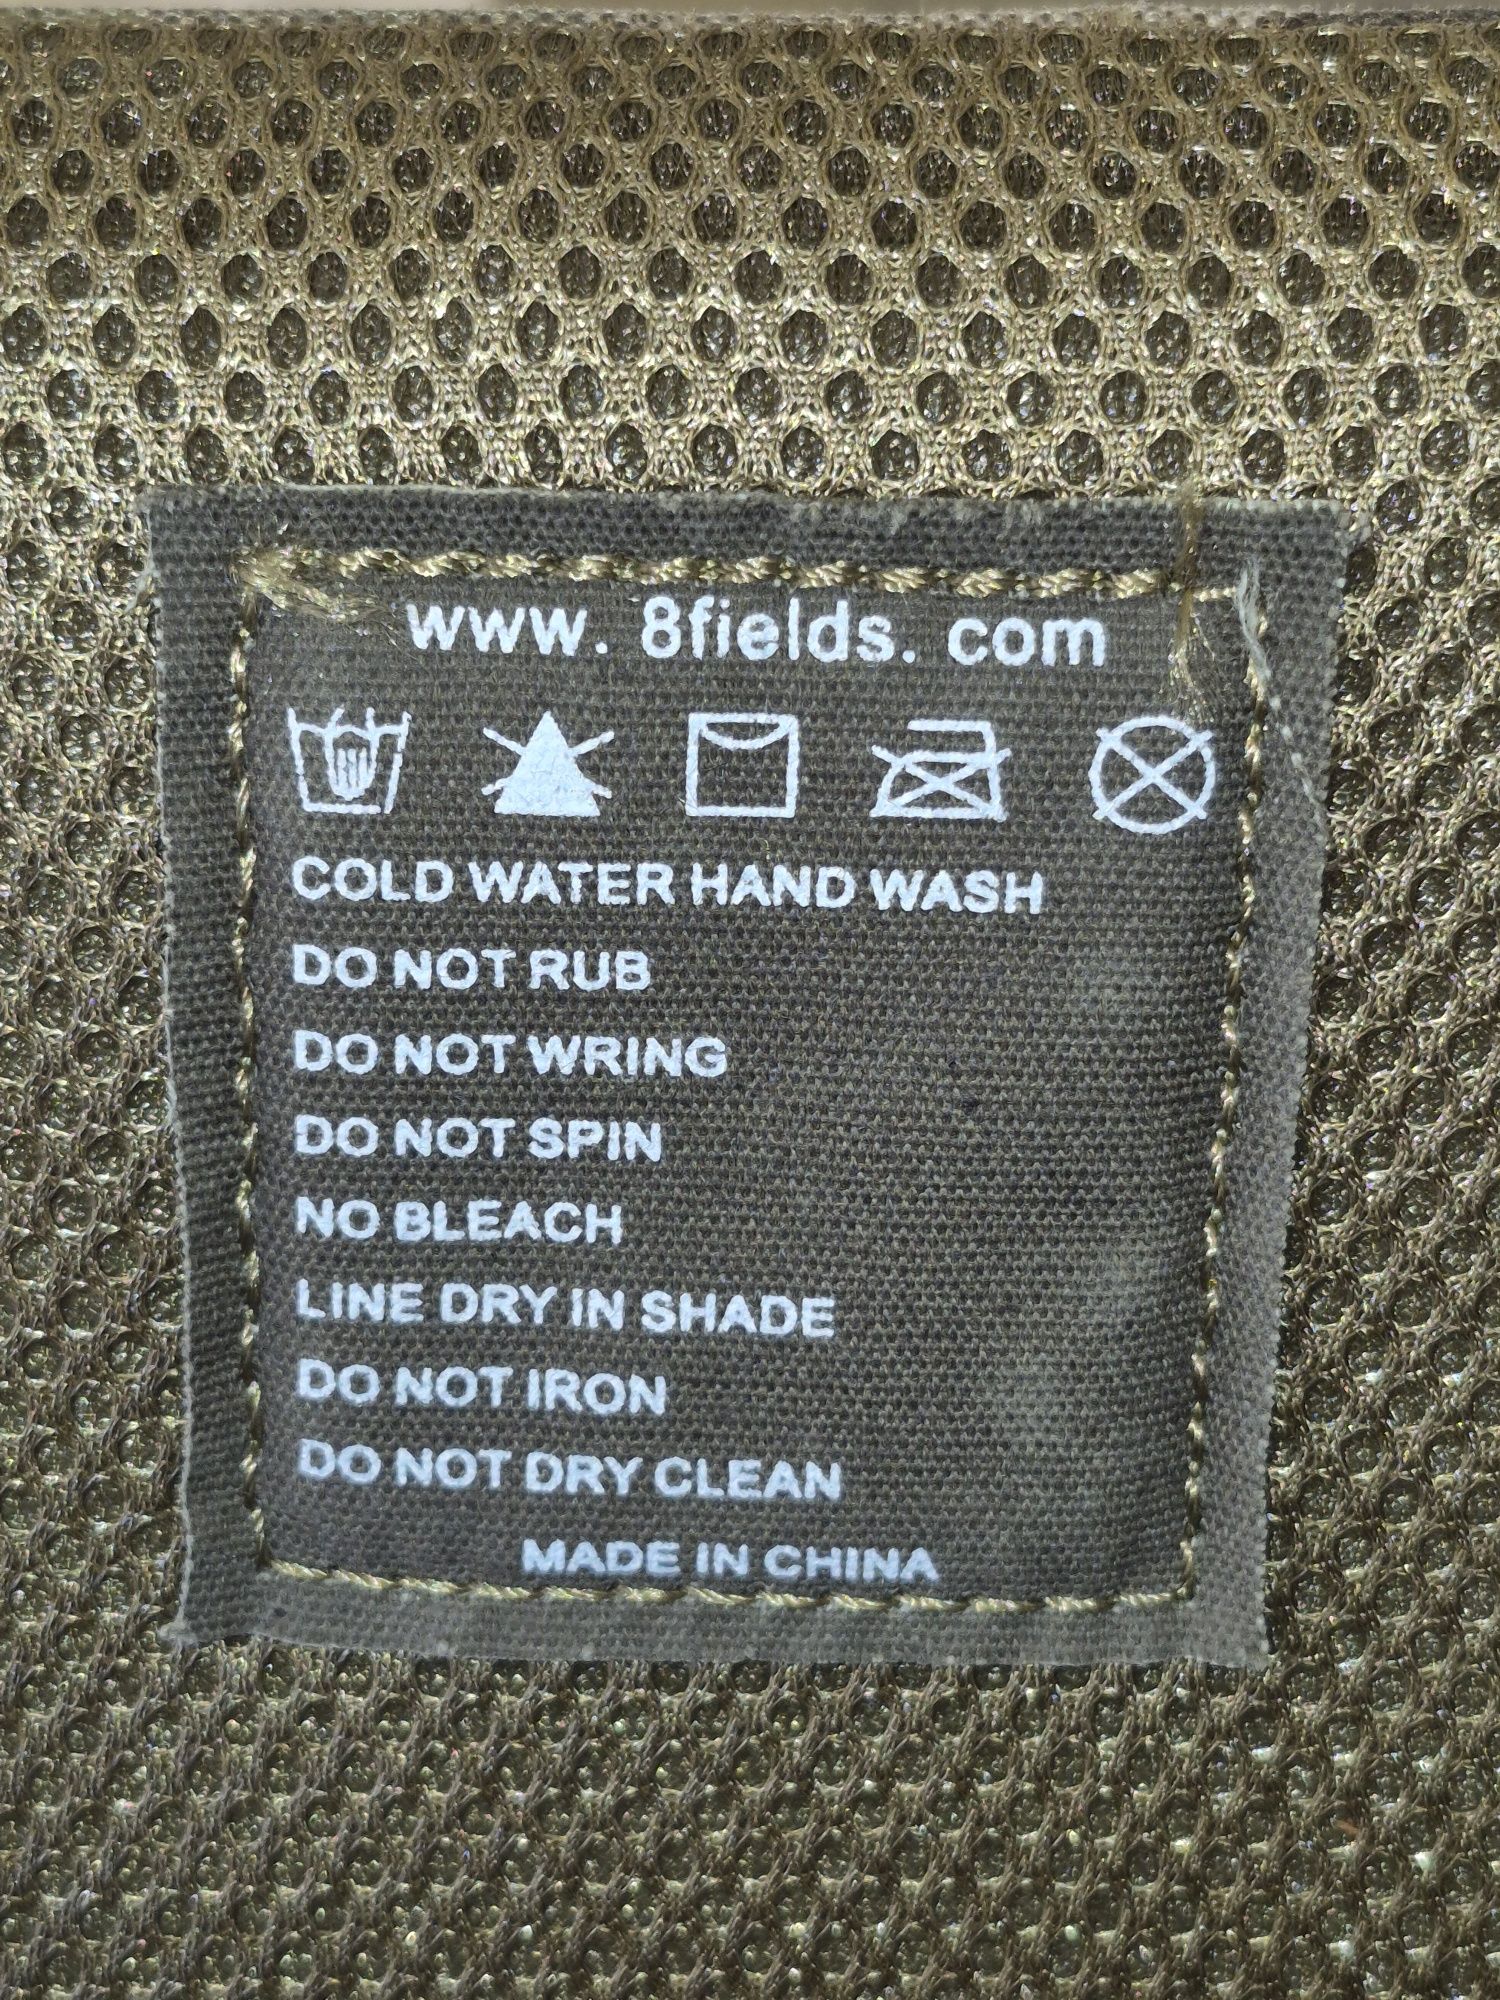 www. 8fields. com
COLD WATER HAND WASH
DO NOT RUB
DO NOT WRING
DO NOT SPIN
NO BLEACH
LINE DRY IN SHADE
DO NOT IRON
DO NOT DRY CLEAN
MADE IN CHINA